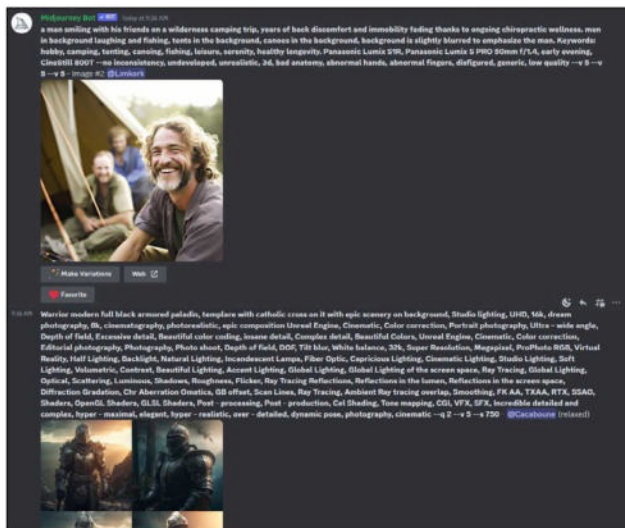 Midjourney Bot ✓ BOT Today at 11:36 AM
a man smiling with his friends on a wilderness camping trip, years of back discomfort and immobility fading thanks to ongoing chiropractic wellness. men
in background laughing and fishing, tents in the background, canoes in the background, background is slightly blurred to emphasize the man. Keywords:
hobby, camping, tenting, canoeing, fishing, leisure, serenity, healthy longevity. Panasonic Lumix S1R, Panasonic Lumix S PRO 50mm f/1.4, early evening,
CineStill 800T --no inconsistency, undeveloped, unrealistic, 3d, bad anatomy, abnormal hands, abnormal fingers, disfigured, generic, low quality --v 5 --v
5 --v 5 - Image #2 @Limkork
Make Variations
Web
Favorite
11:36 AM
Warrior modern full black armored paladin, templare with catholic cross on it with epic scenery on background, Studio lighting, UHD, 16k, dream
photography, 8k, cinematography, photorealistic, epic composition Unreal Engine, Cinematic, Color correction, Portrait photography, Ultra - wide angle,
Depth of field, Excessive detail, Beautiful color coding, insane detail, Complex detail, Beautiful Colors, Unreal Engine, Cinematic, Color correction,
Editorial photography, Photography, Photo shoot, Depth of field, DOF, Tilt blur, White balance, 32k, Super Resolution, Megapixel, ProPhoto RGB, Virtual
Reality, Half Lighting, Backlight, Natural Lighting, Incandescent Lamps, Fiber Optic, Capricious Lighting, Cinematic Lighting, Studio Lighting, Soft
Lighting, Volumetric, Contrast, Beautiful Lighting, Accent Lighting, Global Lighting, Global Lighting of the screen space, Ray Tracing Global Lighting,
Optical, Scattering, Luminous, Shadows, Roughness, Flicker, Ray Tracing Reflections, Reflections in the lumen, Reflections in the screen space,
Diffraction Gradation, Chr Aberration Gmatics, GB offset, Scan Lines, Ray Tracing, Ambient Ray tracing overlap, Smoothing, FK AA, TXAA, RTX, SSAO,
Shaders, OpenGL Shaders, GLSL Shaders, Post - processing, Post - production, Cel Shading, Tone mapping, CGI, VFX, SFX, Incredible detailed and
complex, hyper - maximal, elegant, hyper - realistic, over - detailed, dynamic pose, photography, cinematic --q 2 --v 5 --s 750 @Cacaboune (relaxed)